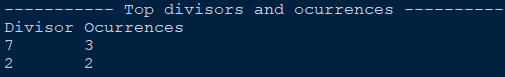 ----------- Top divisors and ocurrences ----------
Divisor Ocurrences
7       3
2       2